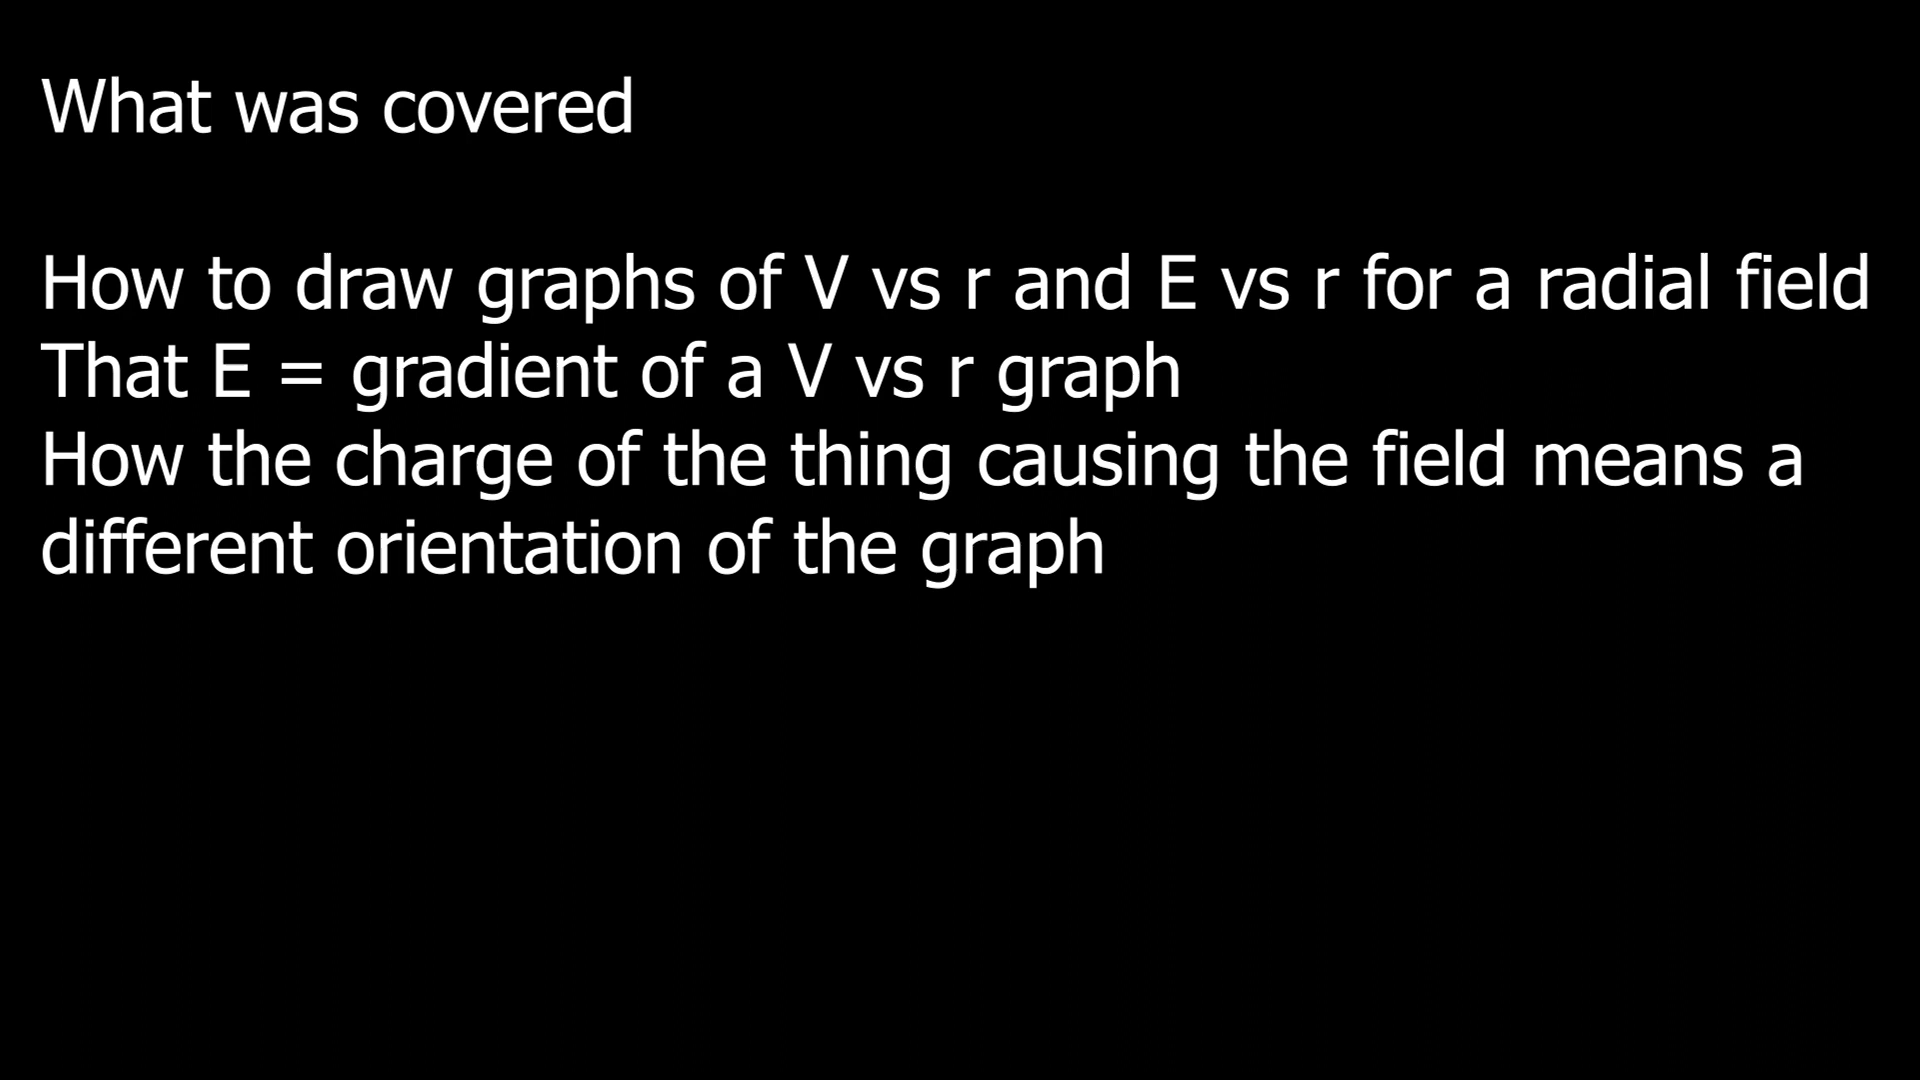 What was covered
How to draw graphs of V vs r and E vs r for a radial field
That E = gradient of a V vs r graph
How the charge of the thing causing the field means a
different orientation of the graph